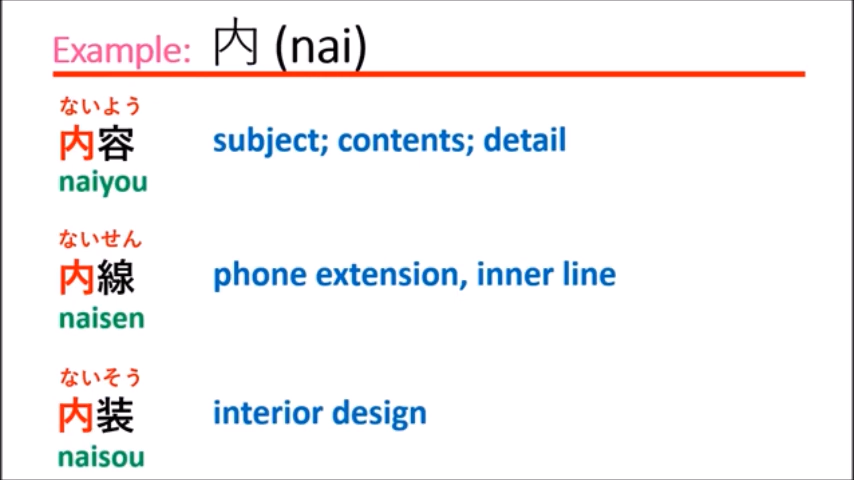 Example: 内 (nai)
ないよう
内容 subject; contents; detail
naiyou
ないせん
内線 phone extension, inner line
naisen
ないそう
内装 interior design
naisou